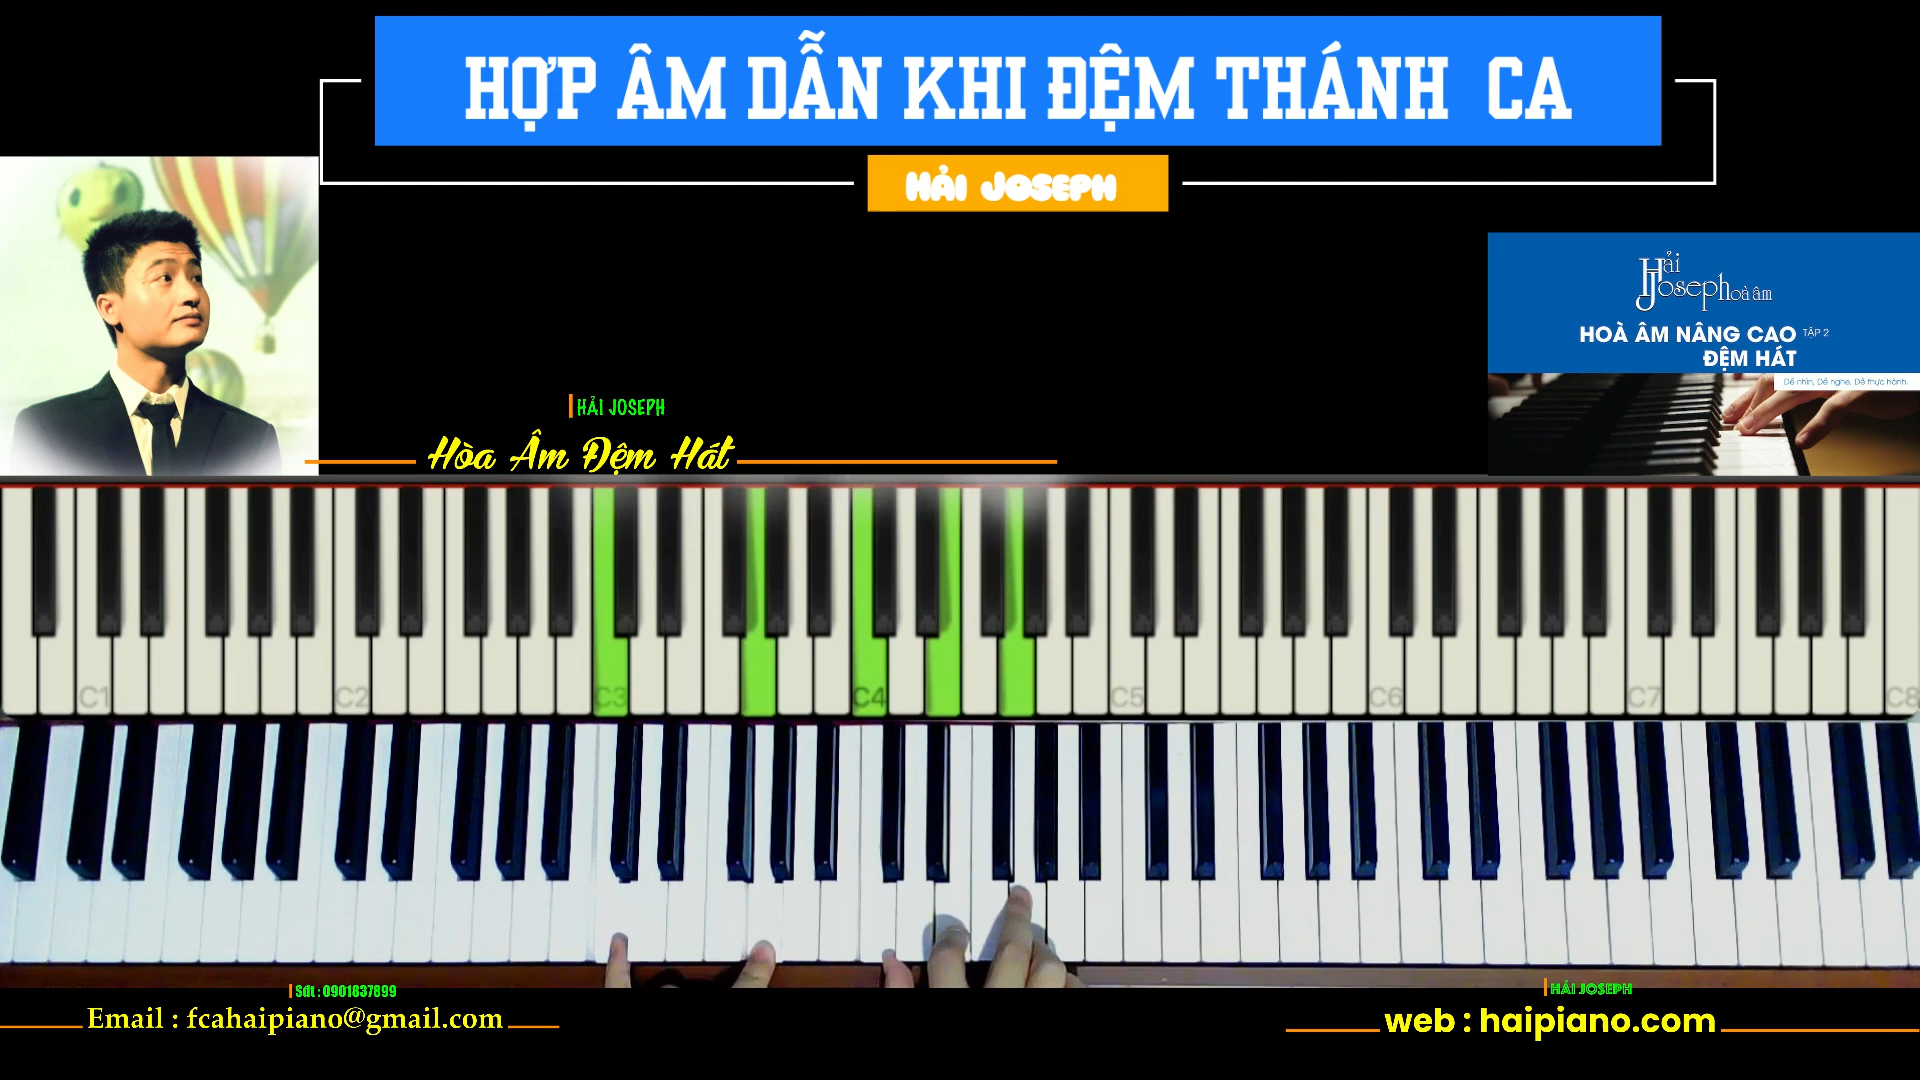 HỢP ÂM DẪN KHI ĐỆM THÁNH CA
HẢI JOSEPH
Hải
Joseph hoà âm
HOÀ ÂM NÂNG CAO TẬP 2
ĐỆM HÁT
Dễ nhìn, Dễ nghe, Dễ thực hành.
HẢI JOSEPH
Hòa Âm Đệm Hát
C1 C2 C3 C4 C5 C6 C7 C8
Sđt : 0901837899
Email : fcahaipiano@gmail.com
HẢI JOSEPH
web : haipiano.com